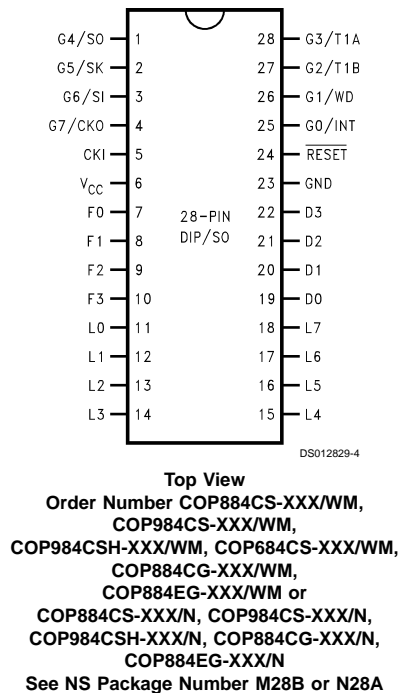 G4/SO 1 28 G3/T1A
G5/SK 2 27 G2/T1B
G6/SI 3 26 G1/WD
G7/CKO 4 25 G0/INT
CKI 5 24 RESET
VCC 6 23 GND
F0 7 28-PIN 22 D3
F1 8 DIP/SO 21 D2
F2 9 20 D1
F3 10 19 D0
L0 11 18 L7
L1 12 17 L6
L2 13 16 L5
L3 14 15 L4
DS012829-4
Top View
Order Number COP884CS-XXX/WM,
COP984CS-XXX/WM,
COP984CSH-XXX/WM, COP684CS-XXX/WM,
COP884CG-XXX/WM,
COP884EG-XXX/WM or
COP884CS-XXX/N, COP984CS-XXX/N,
COP984CSH-XXX/N, COP884CG-XXX/N,
COP884EG-XXX/N
See NS Package Number M28B or N28A